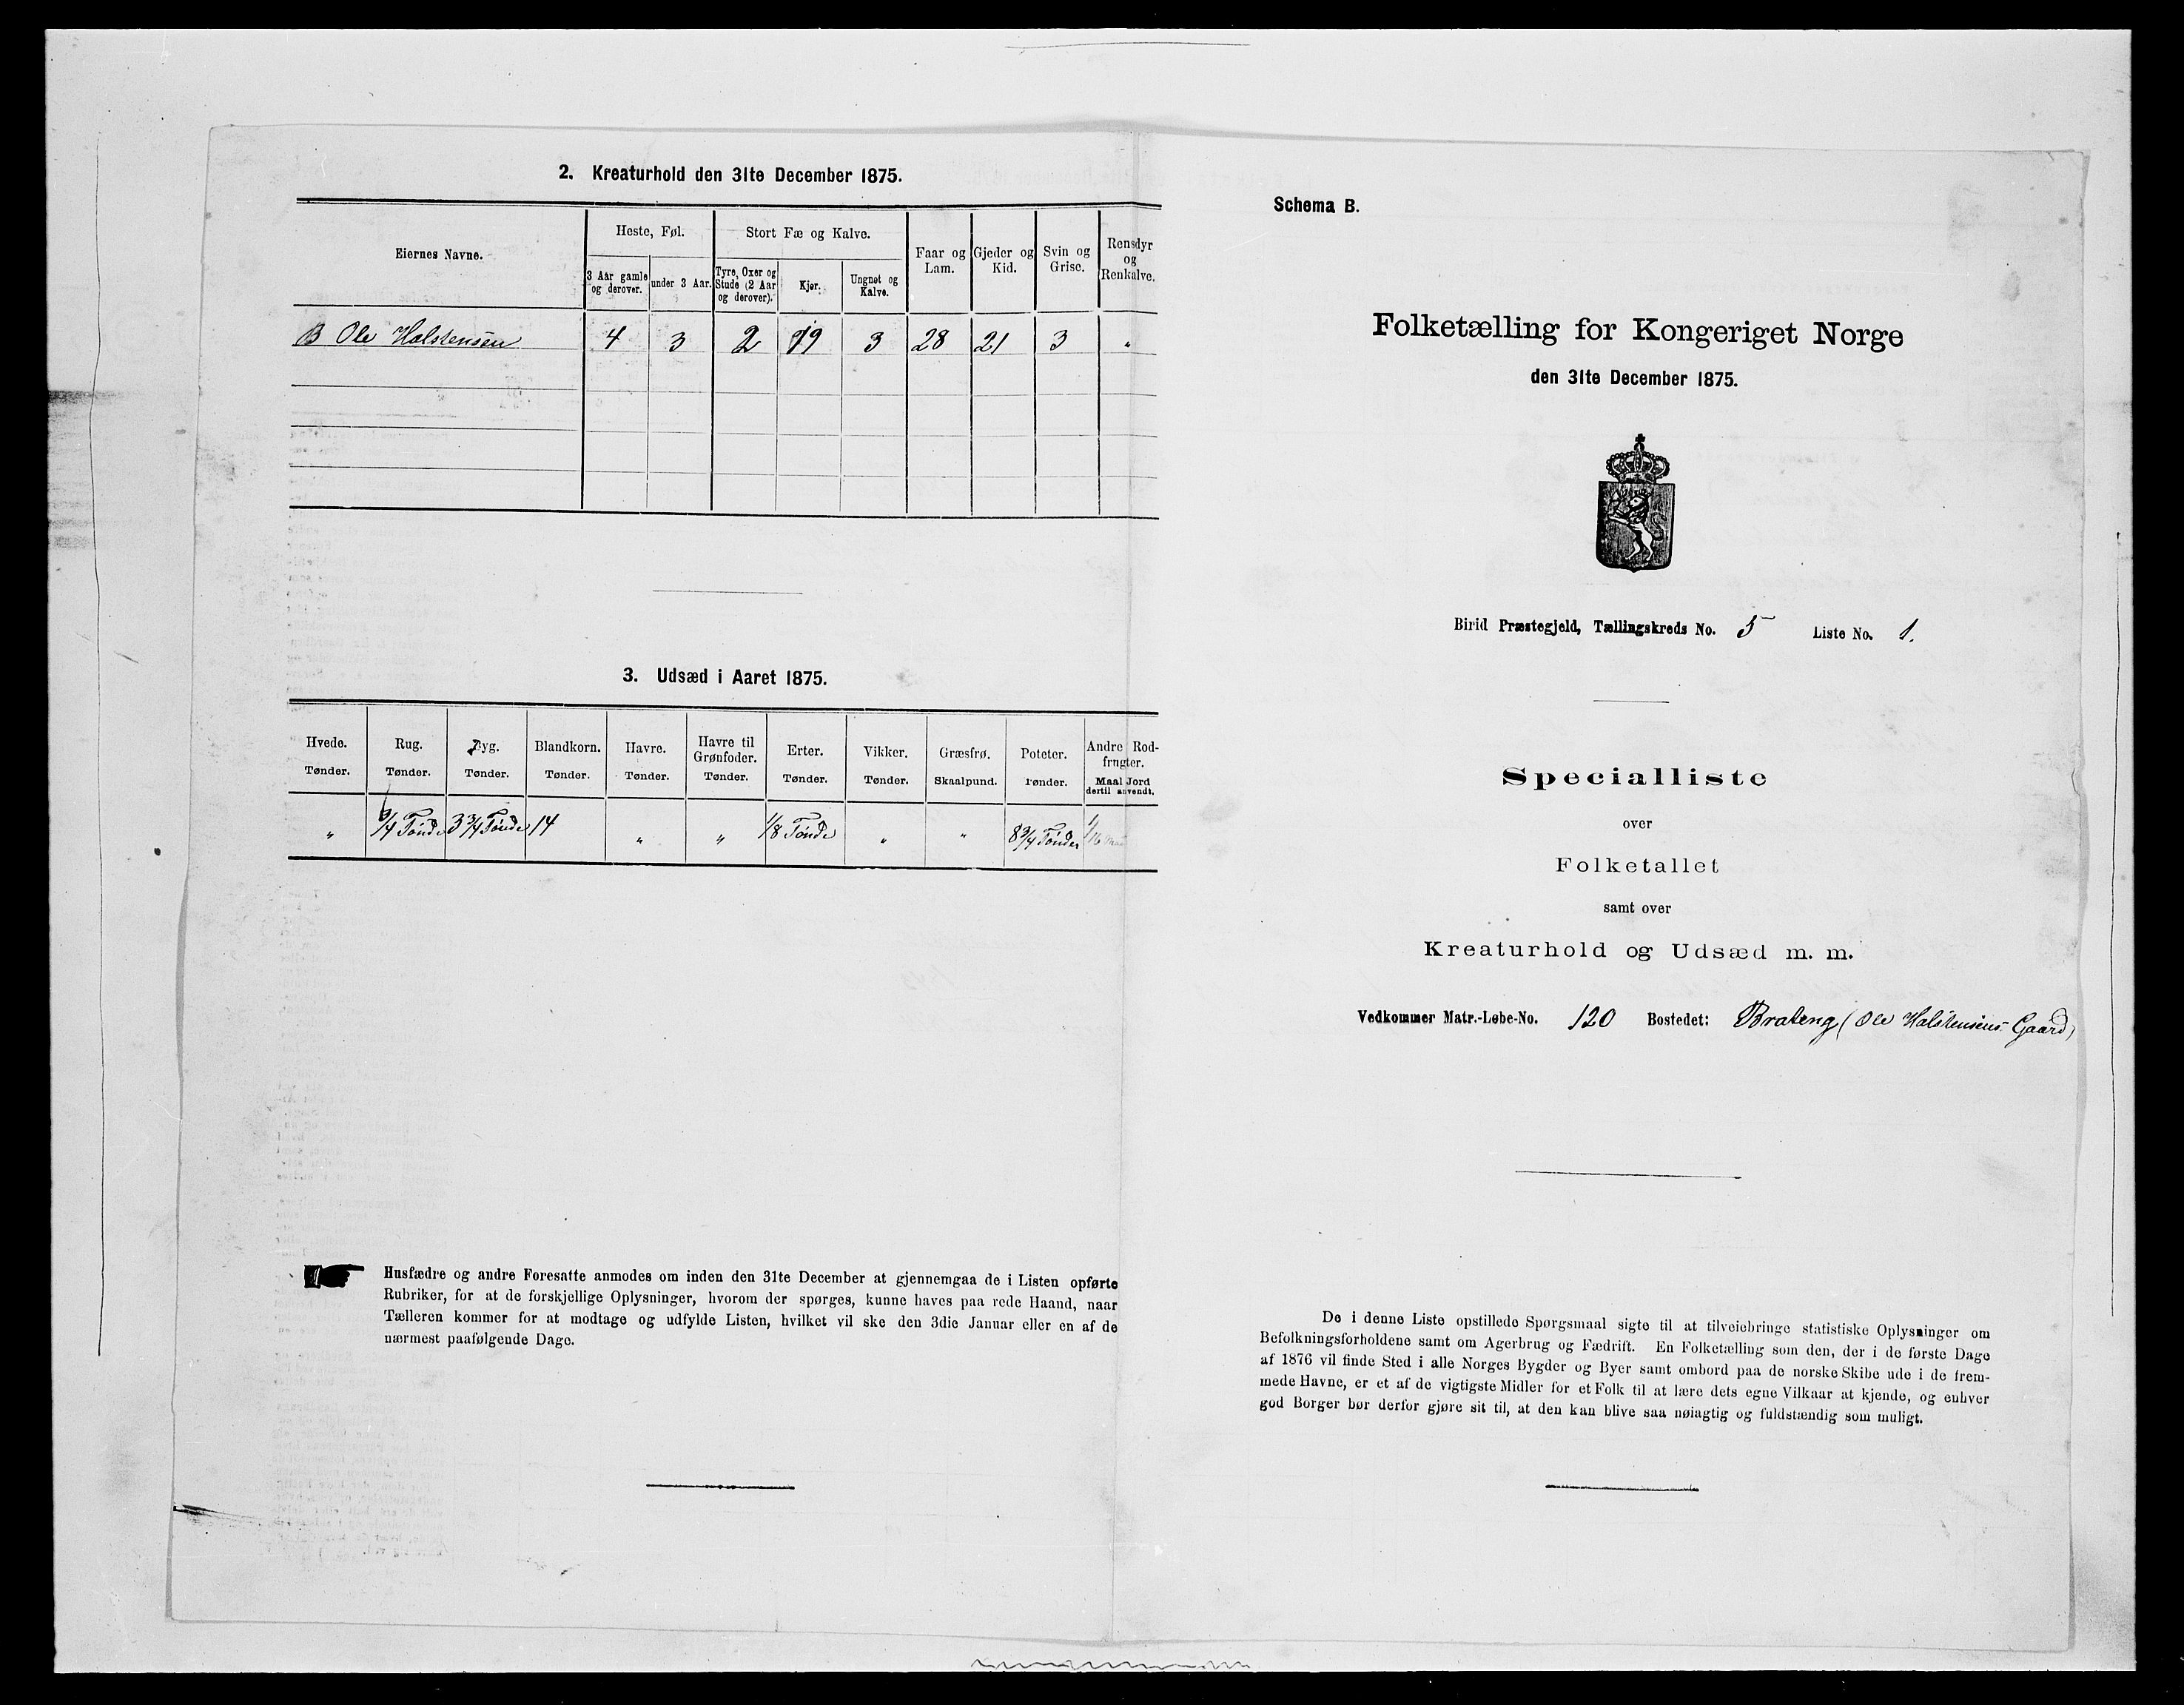 2. Kreaturhold den 31te December 1875.
Eiernes Navne.
Heste, Føl.
Stort Fæ og Kalve.
Faar og Lam.
Gjeder og Kid.
Svin og Grise.
Rensdyr og Renkalve.
3 Aar gamle og derover.
under 3 Aar.
Tyre, Oxer og Stude (2 Aar og derover).
Kjør.
Ungnøt og Kalve.
B Ole Halstensen 4 3 2 19 3 28 21 3 "
3. Udsæd i Aaret 1875.
Hvede. Rug. Byg. Blandkorn. Havre. Havre til Grønfoder. Erter. Vikker. Græsfrø. Poteter. Andre Rodfrugter.
Tønder. Tønder. Tønder. Tønder. Tønder. Tønder. Tønder. Tønder. Skaalpund. Tønder. Maal Jord dertil anvendt.
" 3/4 Tønde 3 3/4 Tønde 14 " " 1/8 Tønde " " 8 3/4 Tønder 1/16
Husfædre og andre Foresatte anmodes om inden den 31te December at gjennemgaa de i Listen opførte
Rubriker, for at de forskjellige Oplysninger, hvorom der spørges, kunne haves paa rede Haand, naar
Tælleren kommer for at modtage og udfylde Listen, hvilket vil ske den 3die Januar eller en af de
nærmest paafølgende Dage.
Schema B.
Folketælling for Kongeriget Norge
den 31te December 1875.
Birid Præstegjeld, Tællingskreds No. 5 Liste No. 1.
Specialliste
over
Folketallet
samt over
Kreaturhold og Udsæd m. m.
Vedkommer Matr.-Løbe-No. 120 Bostedet: Brateng (Ole Halstensens Gaard)
De i denne Liste opstillede Spørgsmaal sigte til at tilveiebringe statistiske Oplysninger om
Befolkningsforholdene samt om Agerbrug og Fædrift. En Folketælling som den, der i de første Dage
af 1876 vil finde Sted i alle Norges Bygder og Byer samt ombord paa de norske Skibe ude i de frem-
mede Havne, er et af de vigtigste Midler for et Folk til at lære dets egne Vilkaar at kjende, og enhver
god Borger bør derfor gjøre sit til, at den kan blive saa nøiagtig og fuldstændig som muligt.